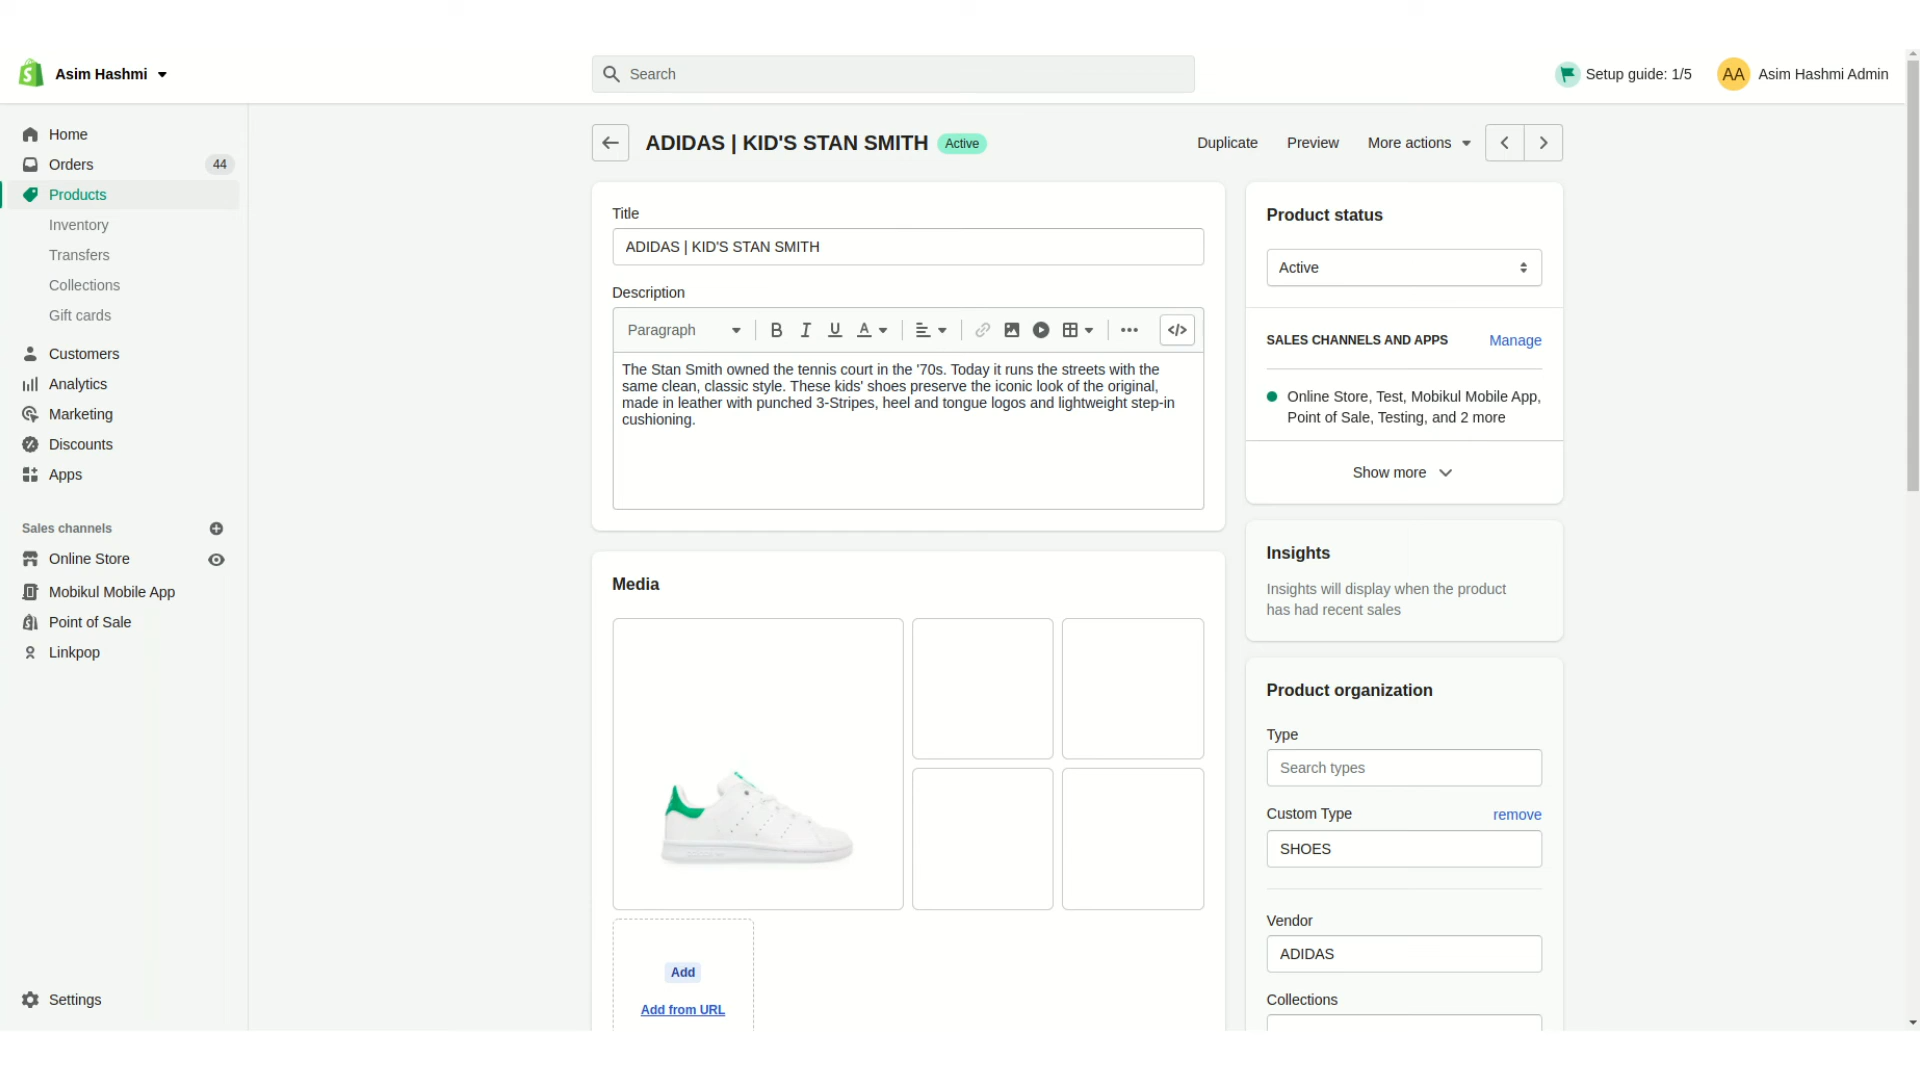 Asim Hashmi
Search
Setup guide: 1/5
AA
Asim Hashmi Admin
Home
Orders
44
Products
Inventory
Transfers
Collections
Gift cards
Customers
Analytics
Marketing
Discounts
Apps
Sales channels
Online Store
Mobikul Mobile App
Point of Sale
Linkpop
Settings
ADIDAS | KID'S STAN SMITH
Active
Duplicate
Preview
More actions
Title
ADIDAS | KID'S STAN SMITH
Description
Paragraph
B
I
U
A
</>
The Stan Smith owned the tennis court in the '70s. Today it runs the streets with the
same clean, classic style. These kids' shoes preserve the iconic look of the original,
made in leather with punched 3-Stripes, heel and tongue logos and lightweight step-in
cushioning.
Media
Add
Add from URL
Product status
Active
SALES CHANNELS AND APPS
Manage
Online Store, Test, Mobikul Mobile App,
Point of Sale, Testing, and 2 more
Show more
Insights
Insights will display when the product
has had recent sales
Product organization
Type
Search types
Custom Type
remove
SHOES
Vendor
ADIDAS
Collections